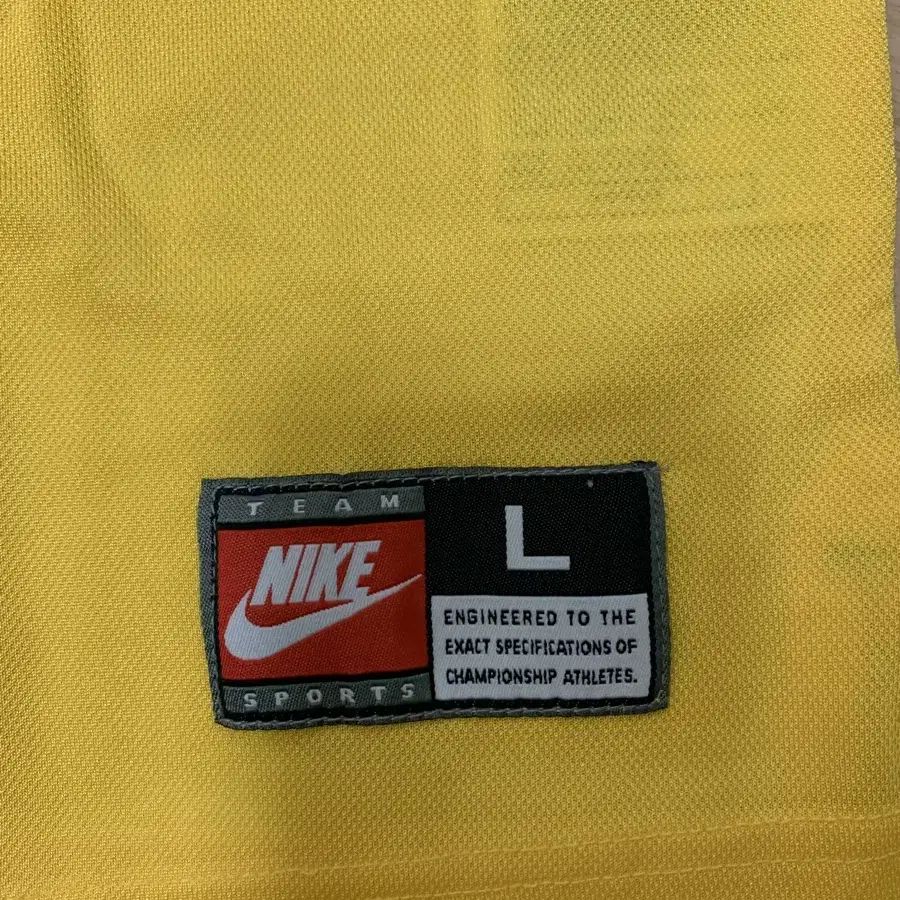 TEAM
NIKE
SPORTS
L
ENGINEERED TO THE
EXACT SPECIFICATIONS OF
CHAMPIONSHIP ATHLETES.